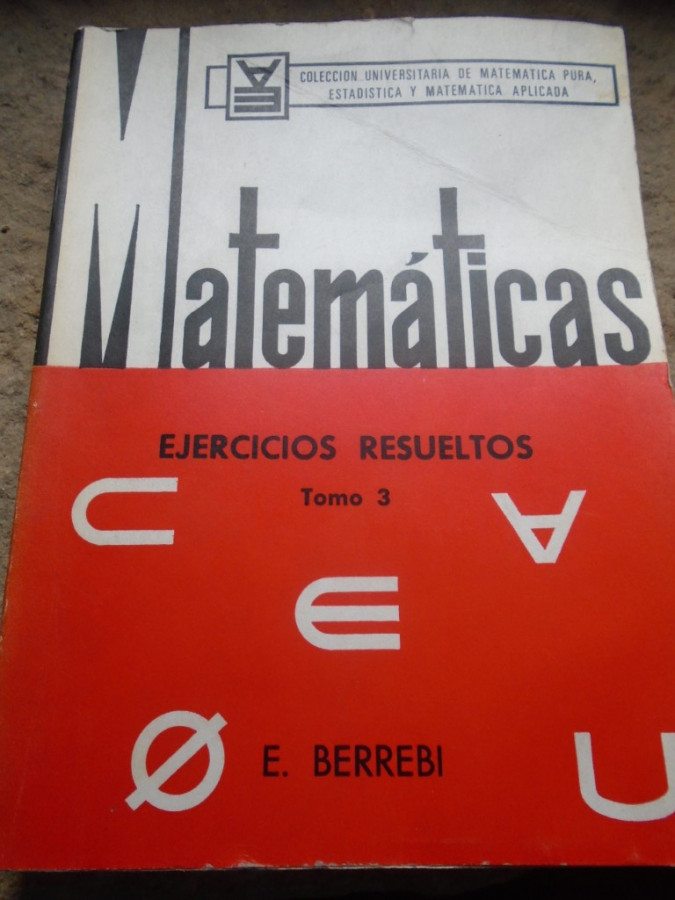 COLECCION UNIVERSITARIA DE MATEMATICA PURA,
ESTADISTICA Y MATEMATICA APLICADA
Matemáticas
EJERCICIOS RESUELTOS
Tomo 3
⊂
∀
∈
Ø
E. BERREBI
∪